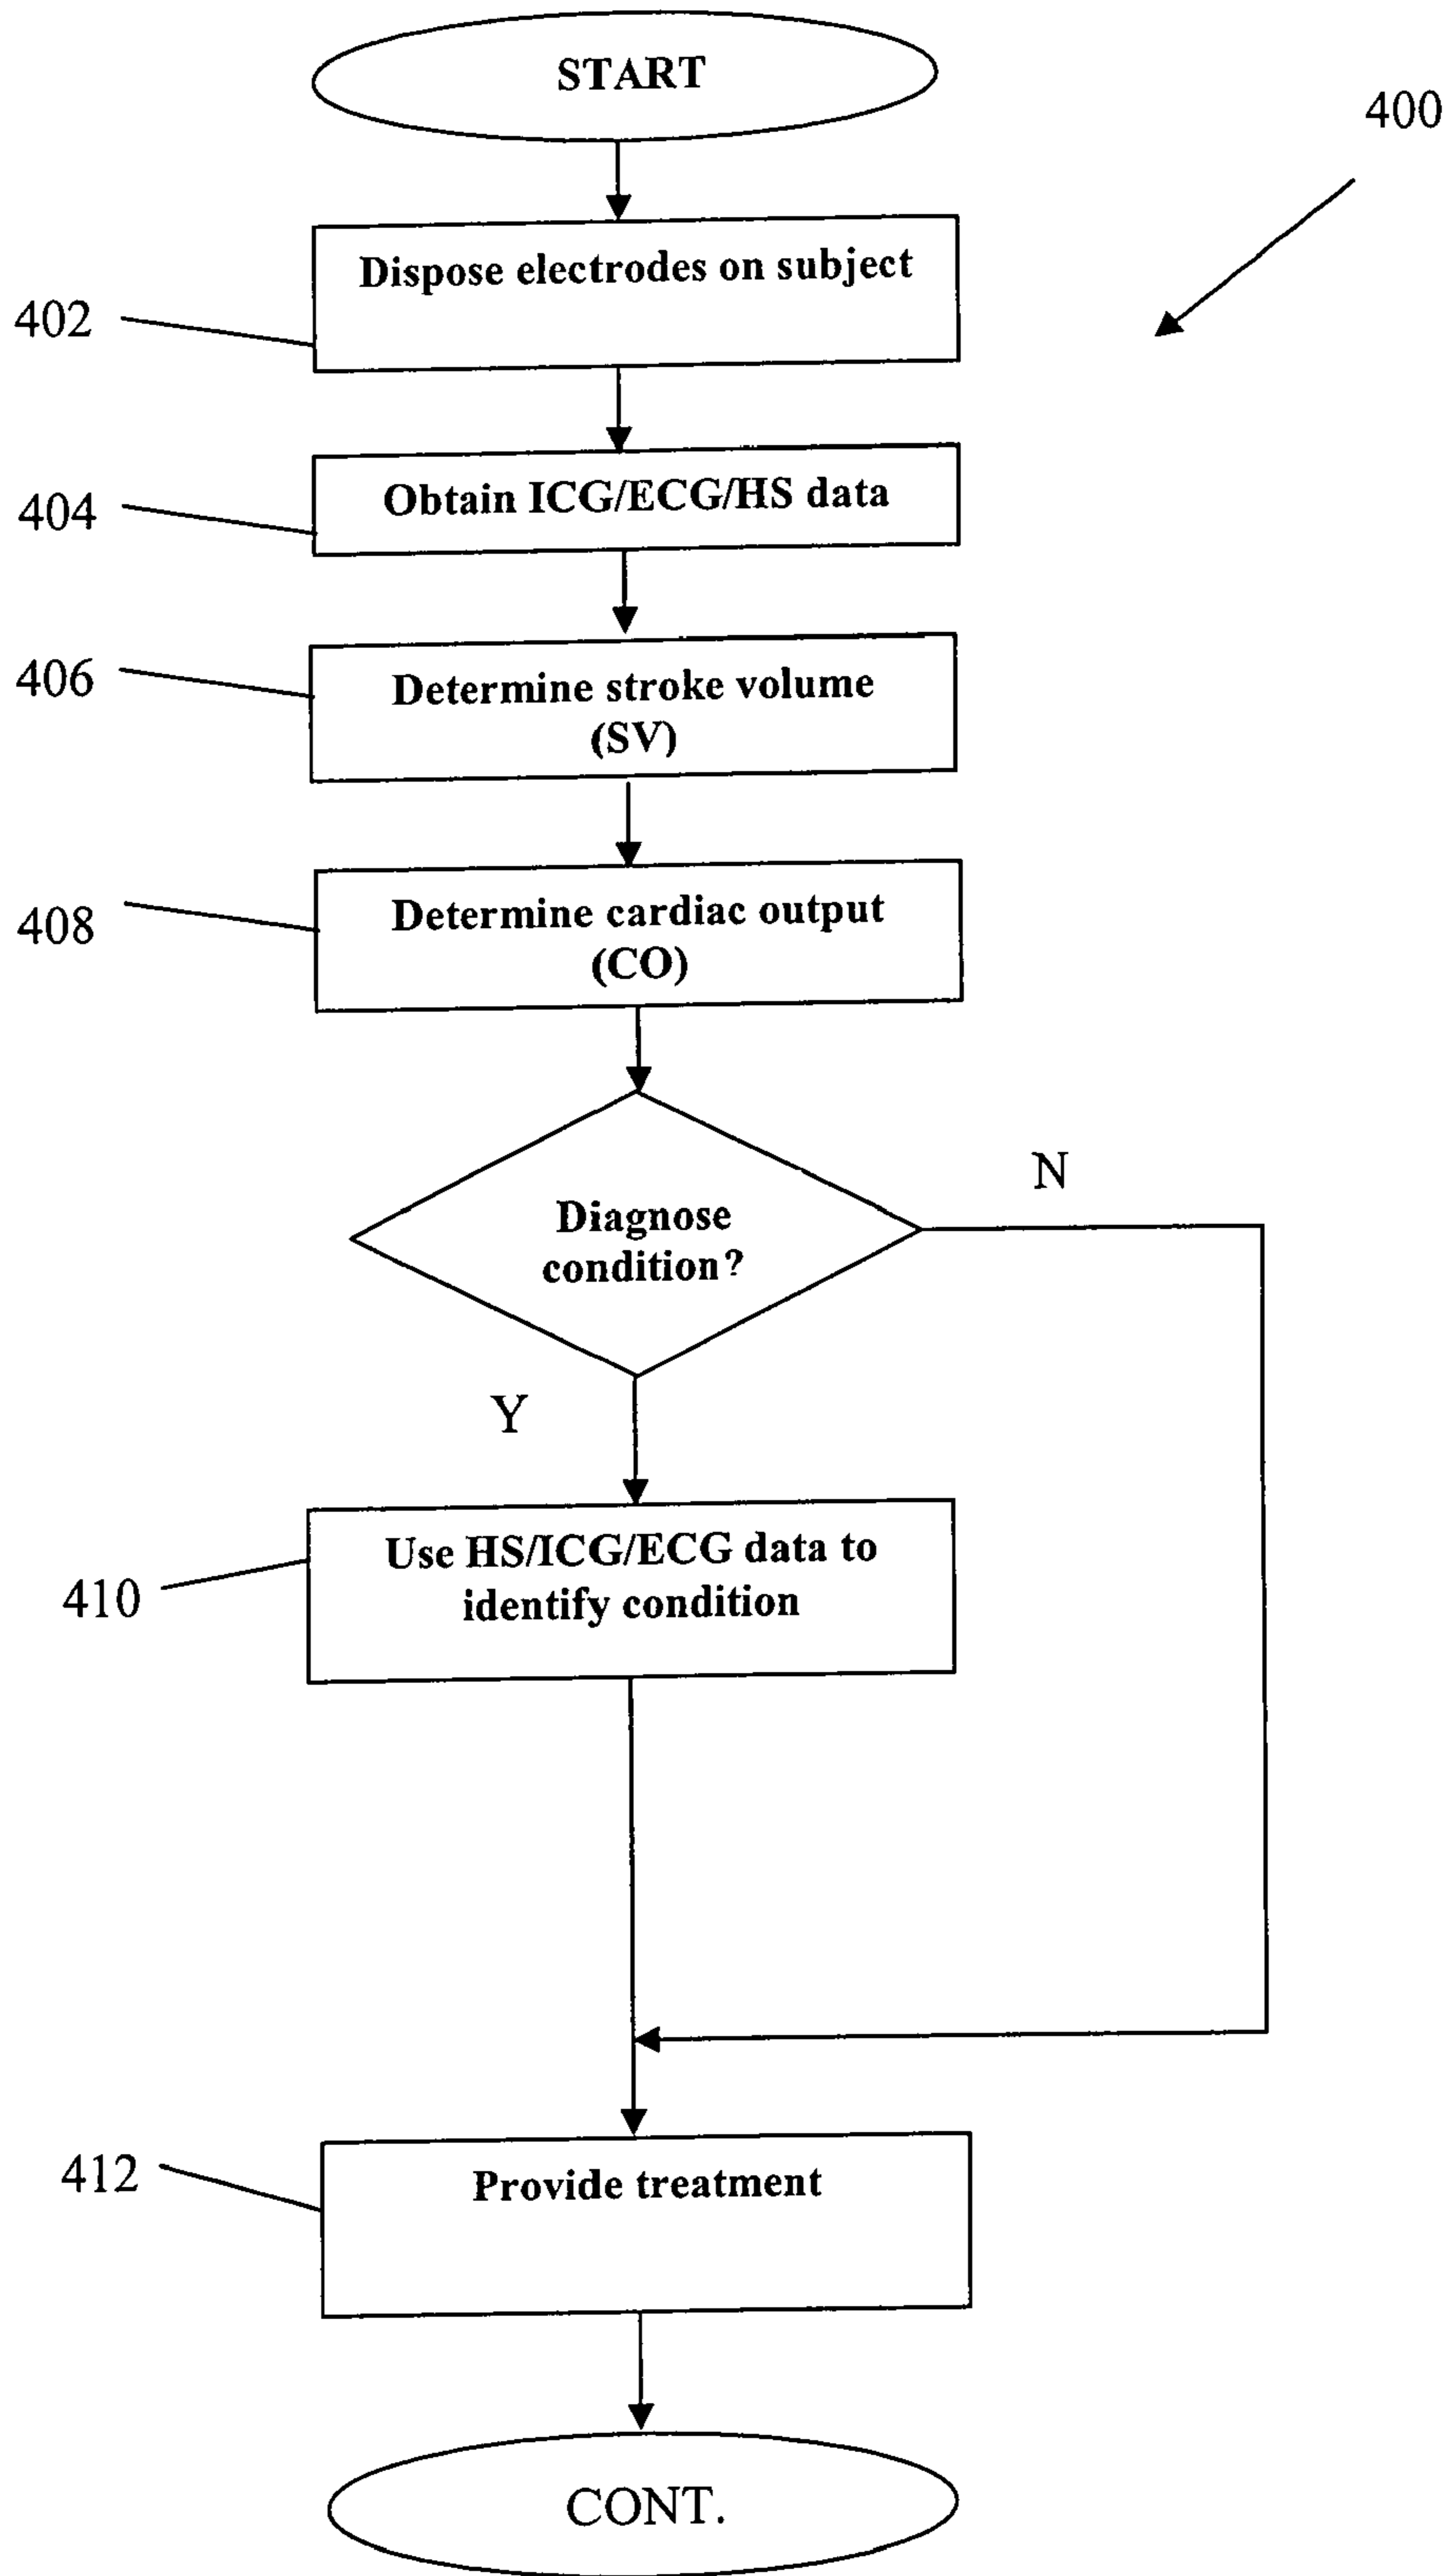 START
400
Dispose electrodes on subject
402
Obtain ICG/ECG/HS data
404
Determine stroke volume
(SV)
406
Determine cardiac output
(CO)
408
Diagnose
condition?
N
Y
Use HS/ICG/ECG data to
identify condition
410
Provide treatment
412
CONT.